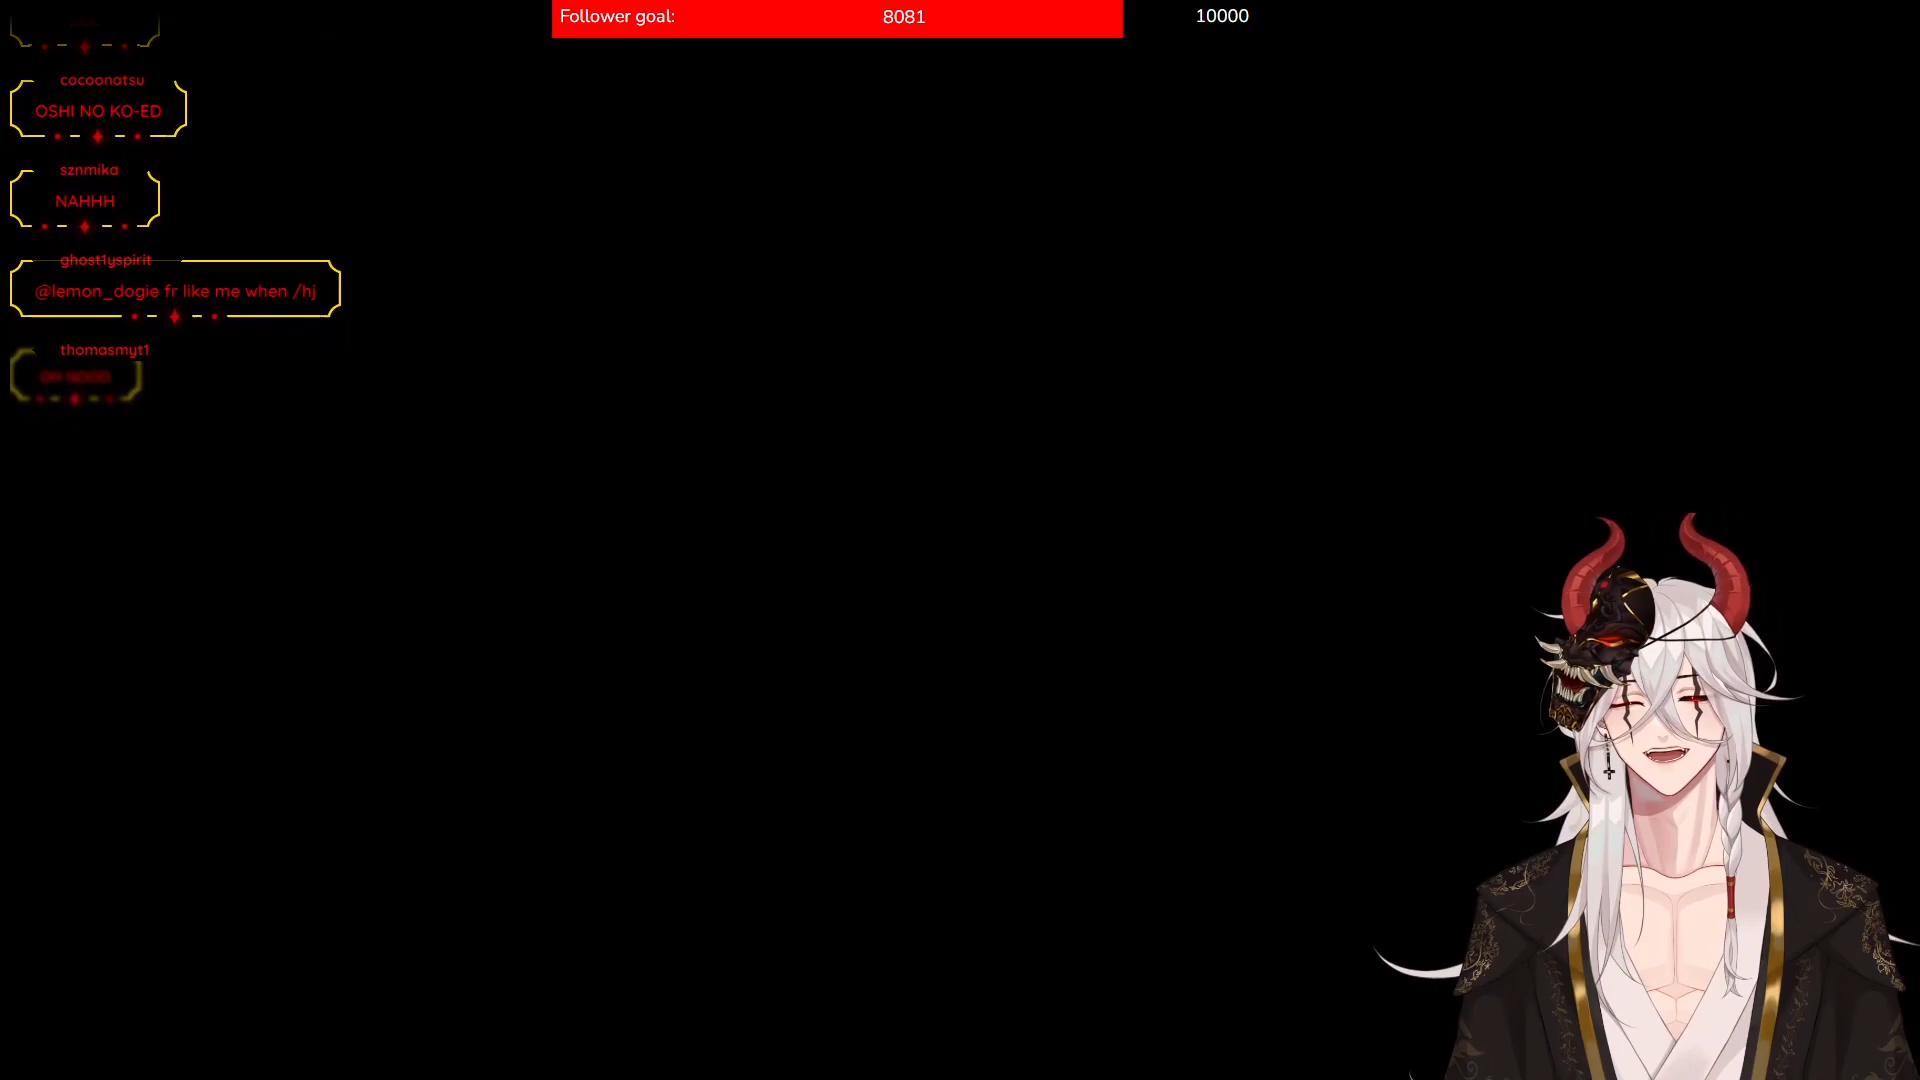 Follower goal: 8081 10000
cocoonatsu
OSHI NO KO-ED
sznmika
NAHHH
ghost1yspirit
@lemon_dogie fr like me when /hj
thomasmyt1